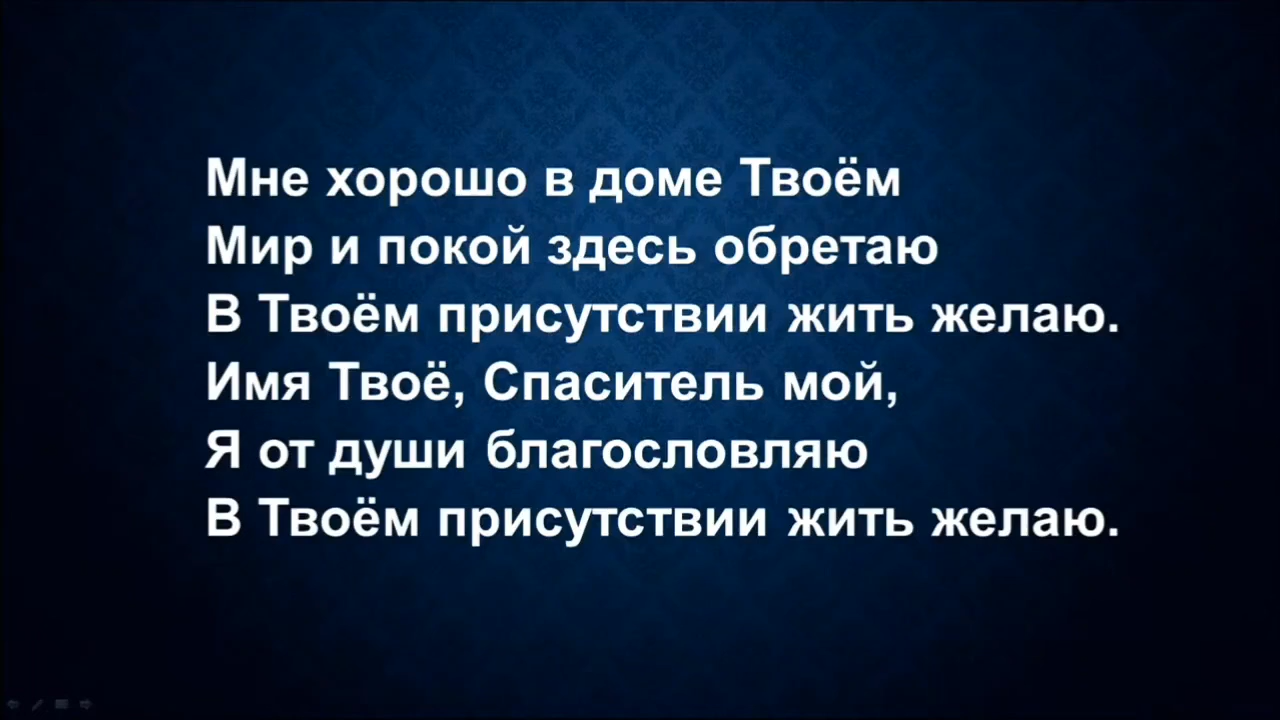 Мне хорошо в доме Твоём
Мир и покой здесь обретаю
В Твоём присутствии жить желаю.
Имя Твоё, Спаситель мой,
Я от души благословляю
В Твоём присутствии жить желаю.